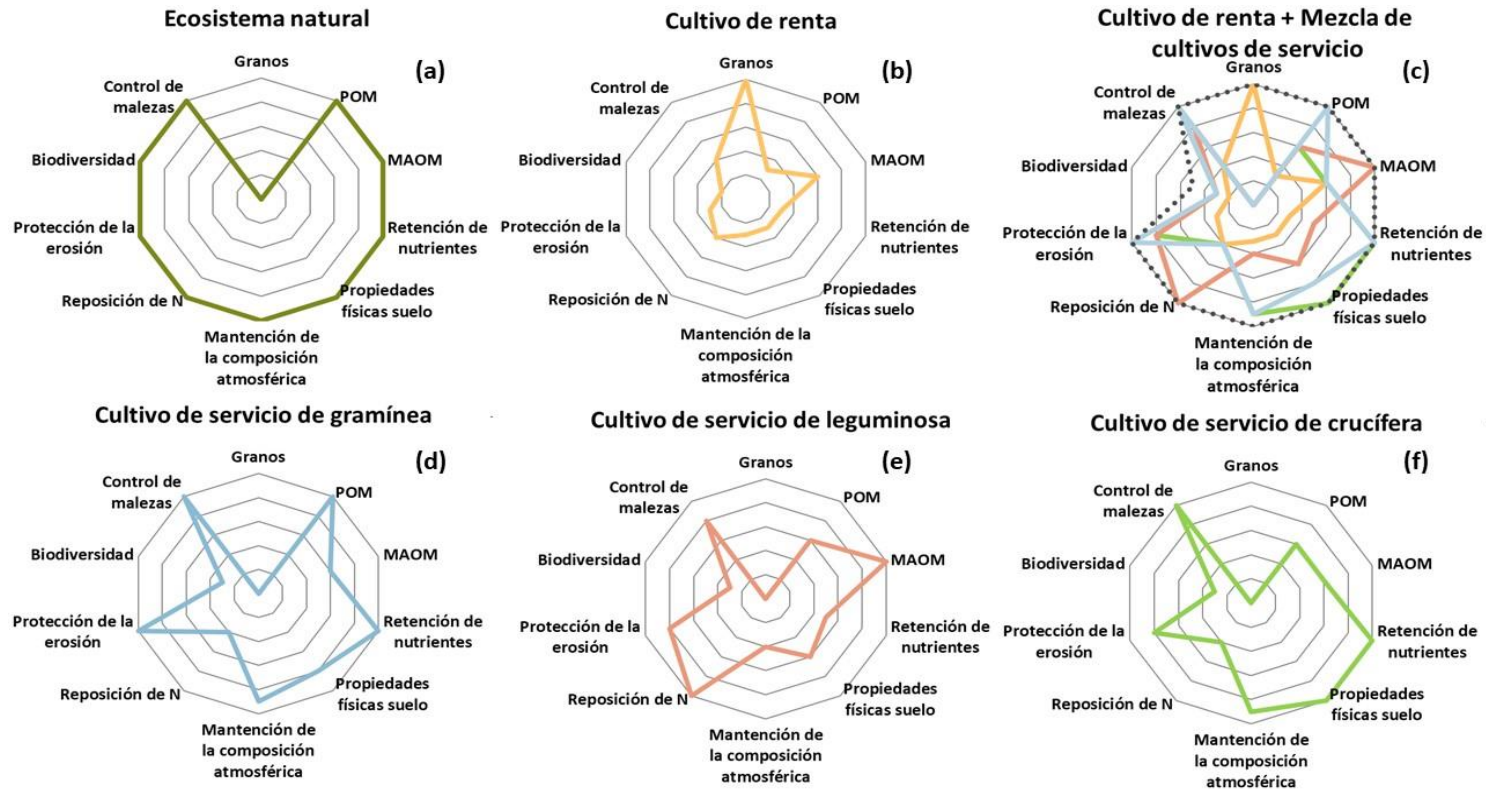 Ecosistema natural
(a)
Granos
POM
MAOM
Retención de
nutrientes
Propiedades
físicas suelo
Mantención de
la composición
atmosférica
Reposición de N
Protección de la
erosión
Biodiversidad
Control de
malezas
Cultivo de renta
(b)
Granos
POM
MAOM
Retención de
nutrientes
Propiedades
físicas suelo
Mantención de la
composición
atmosférica
Reposición de N
Protección de la
erosión
Biodiversidad
Control de
malezas
Cultivo de renta + Mezcla de
cultivos de servicio
(c)
Granos
POM
MAOM
Retención de
nutrientes
Propiedades
físicas suelo
Mantención de
la composición
atmosférica
Reposición de N
Protección de la
erosión
Biodiversidad
Control de
malezas
Cultivo de servicio de gramínea
(d)
Granos
POM
MAOM
Retención de
nutrientes
Propiedades
físicas suelo
Mantención de
la composición
atmosférica
Reposición de N
Protección de la
erosión
Biodiversidad
Control de
malezas
Cultivo de servicio de leguminosa
(e)
Granos
POM
MAOM
Retención de
nutrientes
Propiedades
físicas suelo
Mantención de
la composición
atmosférica
Reposición de N
Protección de la
erosión
Biodiversidad
Control de
malezas
Cultivo de servicio de crucífera
(f)
Granos
POM
MAOM
Retención de
nutrientes
Propiedades
físicas suelo
Mantención de
la composición
atmosférica
Reposición de N
Protección de la
erosión
Biodiversidad
Control de
malezas